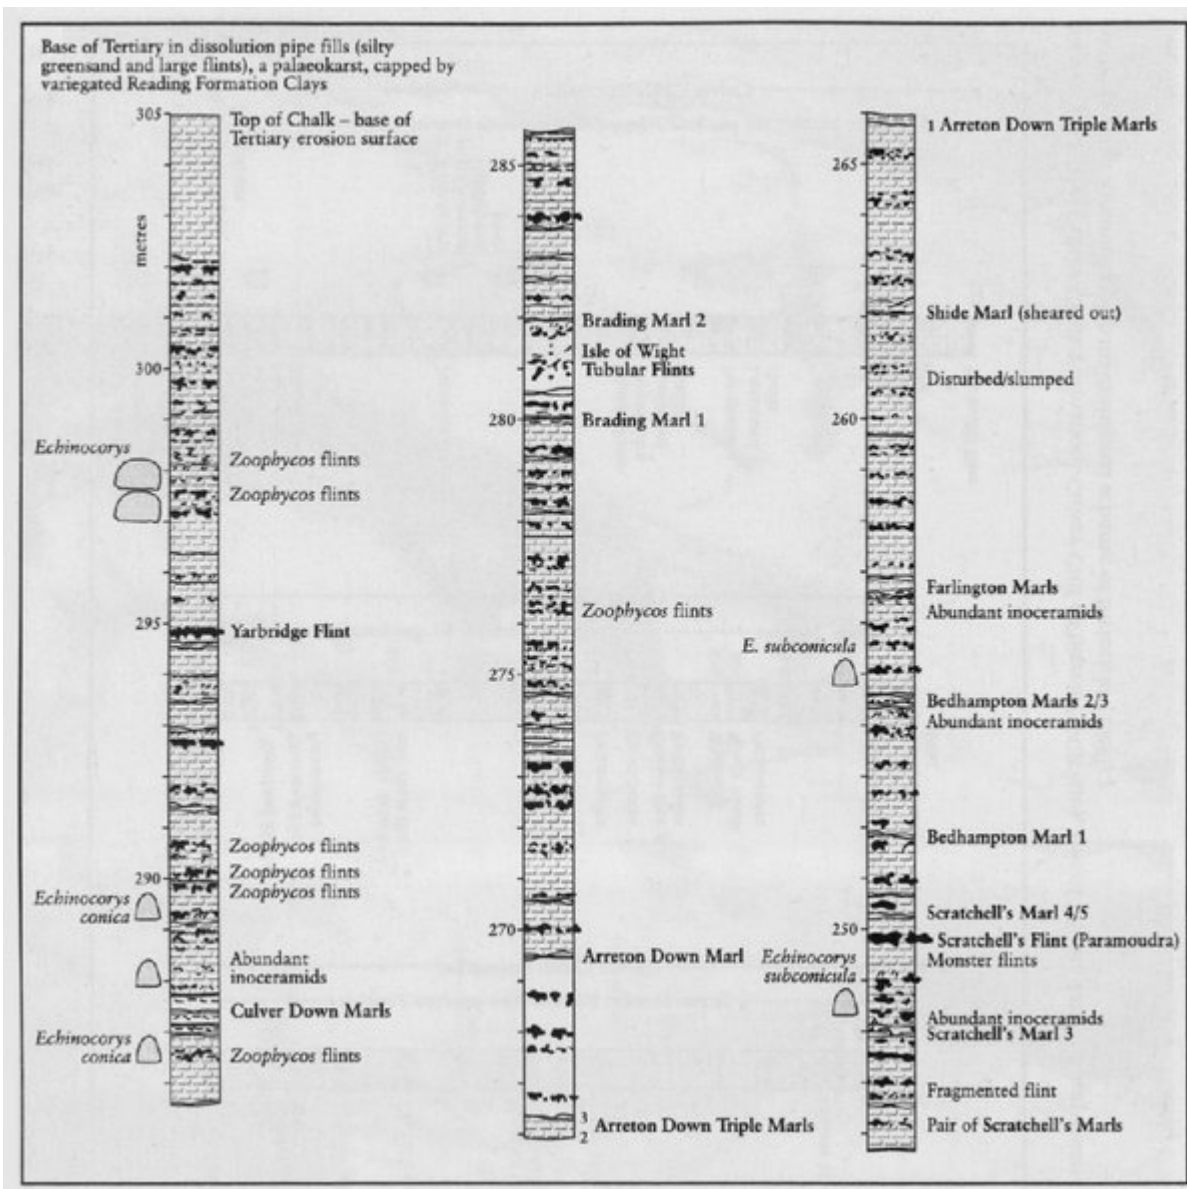 Base of Tertiary in dissolution pipe fills (silty
greensand and large flints), a palaeokarst, capped by
variegated Reading Formation Clays
305
Top of Chalk – base of
Tertiary erosion surface
metres
300
Echinocorys
Zoophycos flints
Zoophycos flints
295
Yarbridge Flint
Zoophycos flints
Zoophycos flints
290
Zoophycos flints
Echinocorys
conica
Abundant
inoceramids
Culver Down Marls
Echinocorys
conica
Zoophycos flints
285
Brading Marl 2
Isle of Wight
Tubular Flints
280
Brading Marl 1
Zoophycos flints
275
270
Arreton Down Marl
3
2
Arreton Down Triple Marls
1 Arreton Down Triple Marls
265
Shide Marl (sheared out)
Disturbed/slumped
260
Farlington Marls
Abundant inoceramids
E. subconicula
Bedhampton Marls 2/3
Abundant inoceramids
Bedhampton Marl 1
Scratchell's Marl 4/5
250
Scratchell's Flint (Paramoudra)
Echinocorys
subconicula
Monster flints
Abundant inoceramids
Scratchell's Marl 3
Fragmented flint
Pair of Scratchell's Marls